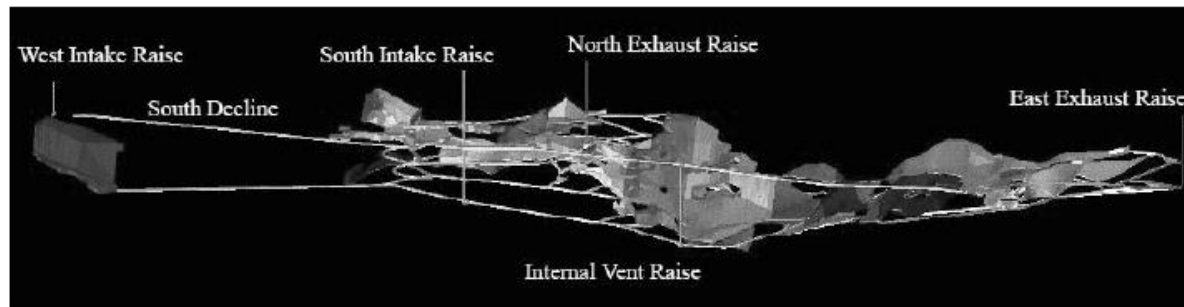 West Intake Raise
South Decline
South Intake Raise
North Exhaust Raise
East Exhaust Raise
Internal Vent Raise